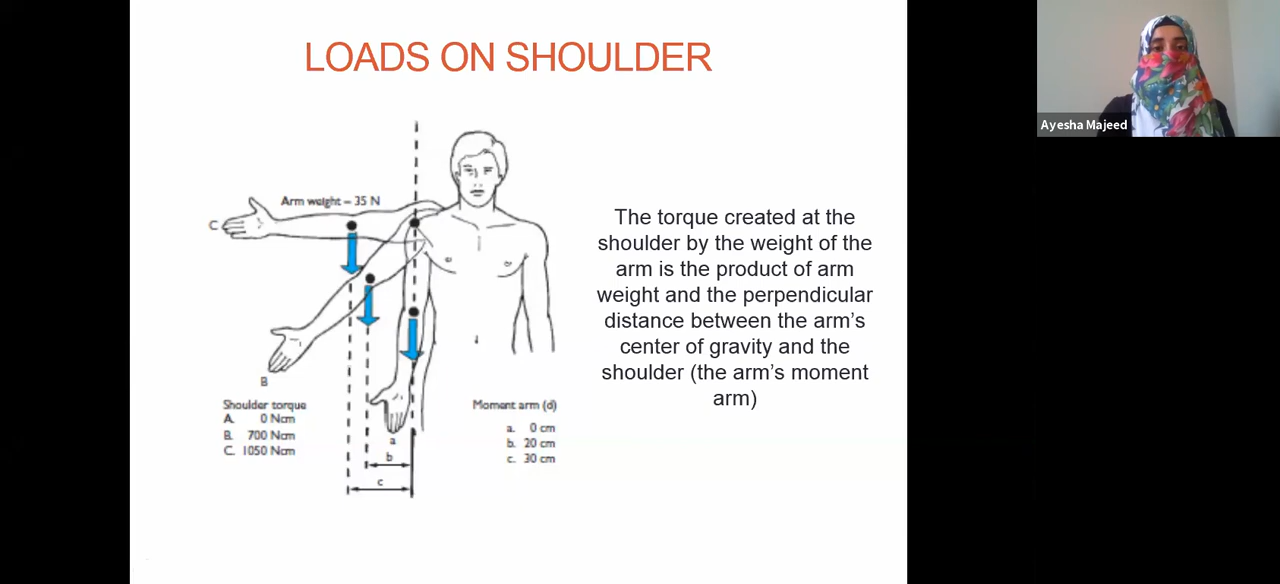 LOADS ON SHOULDER
Ayesha Majeed
Arm weight – 35 N
C
B
Shoulder torque
A. 0 Ncm
B. 700 Ncm
C. 1050 Ncm
Moment arm (d)
a. 0 cm
b. 20 cm
c. 30 cm
a
b
c
The torque created at the
shoulder by the weight of the
arm is the product of arm
weight and the perpendicular
distance between the arm's
center of gravity and the
shoulder (the arm's moment
arm)